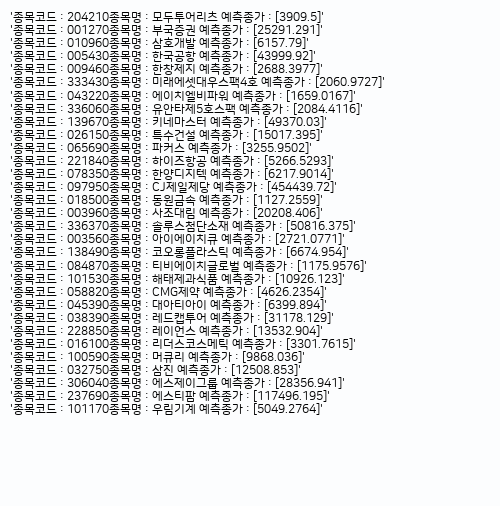 '종목코드 : 204210종목명 : 모두투어리츠 예측종가 : [3909.5]'
'종목코드 : 001270종목명 : 부국증권 예측종가 : [25291.291]'
'종목코드 : 010960종목명 : 삼호개발 예측종가 : [6157.79]'
'종목코드 : 005430종목명 : 한국공항 예측종가 : [43999.92]'
'종목코드 : 009460종목명 : 한창제지 예측종가 : [2688.3977]'
'종목코드 : 333430종목명 : 미래에셋대우스팩4호 예측종가 : [2060.9727]'
'종목코드 : 043220종목명 : 에이치엘비파워 예측종가 : [1659.0167]'
'종목코드 : 336060종목명 : 유안타제5호스팩 예측종가 : [2084.4116]'
'종목코드 : 139670종목명 : 키네마스터 예측종가 : [49370.03]'
'종목코드 : 026150종목명 : 특수건설 예측종가 : [15017.395]'
'종목코드 : 065690종목명 : 파커스 예측종가 : [3255.9502]'
'종목코드 : 221840종목명 : 하이즈항공 예측종가 : [5266.5293]'
'종목코드 : 078350종목명 : 한양디지텍 예측종가 : [6217.9014]'
'종목코드 : 097950종목명 : CJ제일제당 예측종가 : [454439.72]'
'종목코드 : 018500종목명 : 동원금속 예측종가 : [1127.2559]'
'종목코드 : 003960종목명 : 사조대림 예측종가 : [20208.406]'
'종목코드 : 336370종목명 : 솔루스첨단소재 예측종가 : [50816.375]'
'종목코드 : 003560종목명 : 아이에이치큐 예측종가 : [2721.0771]'
'종목코드 : 138490종목명 : 코오롱플라스틱 예측종가 : [6674.954]'
'종목코드 : 084870종목명 : 티비에이치글로벌 예측종가 : [1175.9576]'
'종목코드 : 101530종목명 : 해태제과식품 예측종가 : [10926.123]'
'종목코드 : 058820종목명 : CMG제약 예측종가 : [4626.2354]'
'종목코드 : 045390종목명 : 대아티아이 예측종가 : [6399.894]'
'종목코드 : 038390종목명 : 레드캡투어 예측종가 : [31178.129]'
'종목코드 : 228850종목명 : 레이언스 예측종가 : [13532.904]'
'종목코드 : 016100종목명 : 리더스코스메틱 예측종가 : [3301.7615]'
'종목코드 : 100590종목명 : 머큐리 예측종가 : [9868.036]'
'종목코드 : 032750종목명 : 삼진 예측종가 : [12508.853]'
'종목코드 : 306040종목명 : 에스제이그룹 예측종가 : [28356.941]'
'종목코드 : 237690종목명 : 에스티팜 예측종가 : [117496.195]'
'종목코드 : 101170종목명 : 우림기계 예측종가 : [5049.2764]'